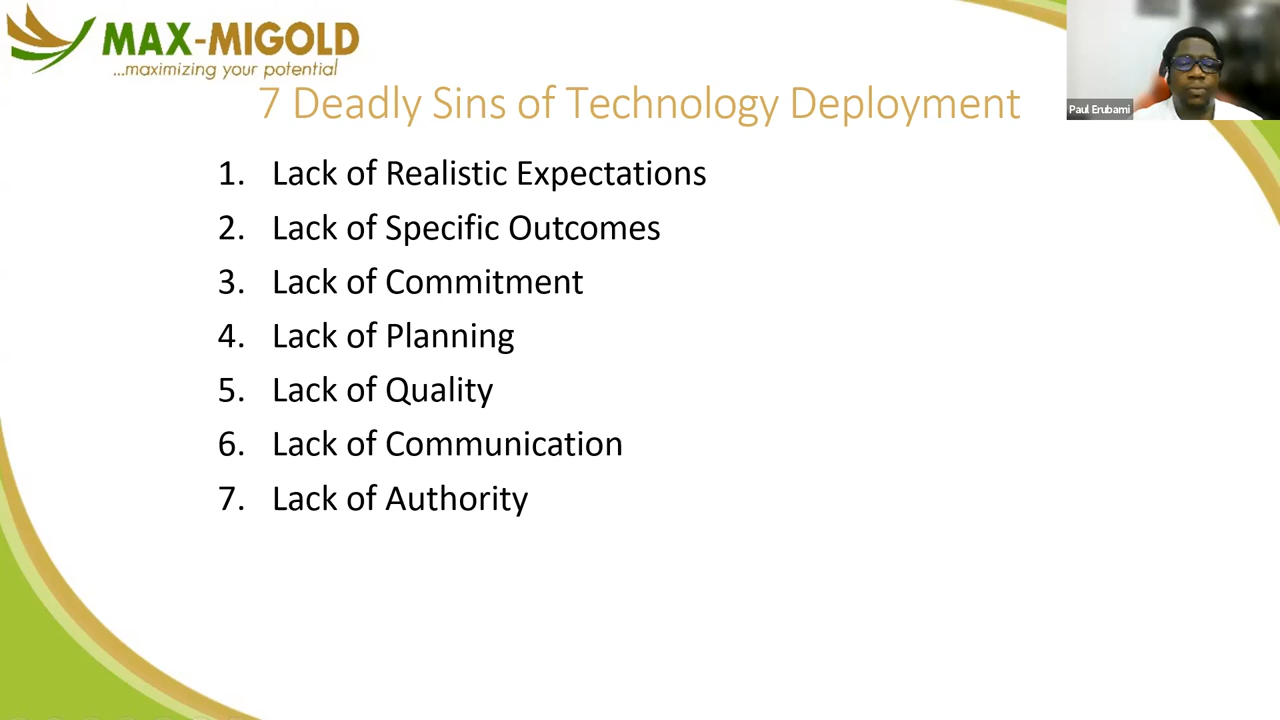 MAX-MIGOLD
...maximizing your potential
7 Deadly Sins of Technology Deployment
Paul Erubami
1. Lack of Realistic Expectations
2. Lack of Specific Outcomes
3. Lack of Commitment
4. Lack of Planning
5. Lack of Quality
6. Lack of Communication
7. Lack of Authority